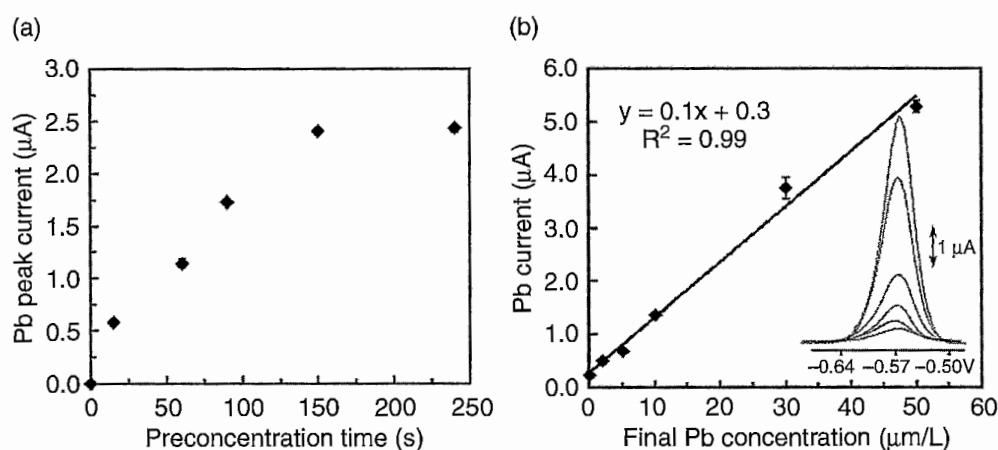 (a)
3.0
2.5
2.0
1.5
1.0
0.5
0.0
Pb peak current (μA)
0 50 100 150 200 250
Preconcentration time (s)
(b)
6.0
5.0
4.0
3.0
2.0
1.0
0.0
Pb current (μA)
y = 0.1x + 0.3
R² = 0.99
1 μA
−0.64 −0.57 −0.50V
0 10 20 30 40 50 60
Final Pb concentration (μm/L)